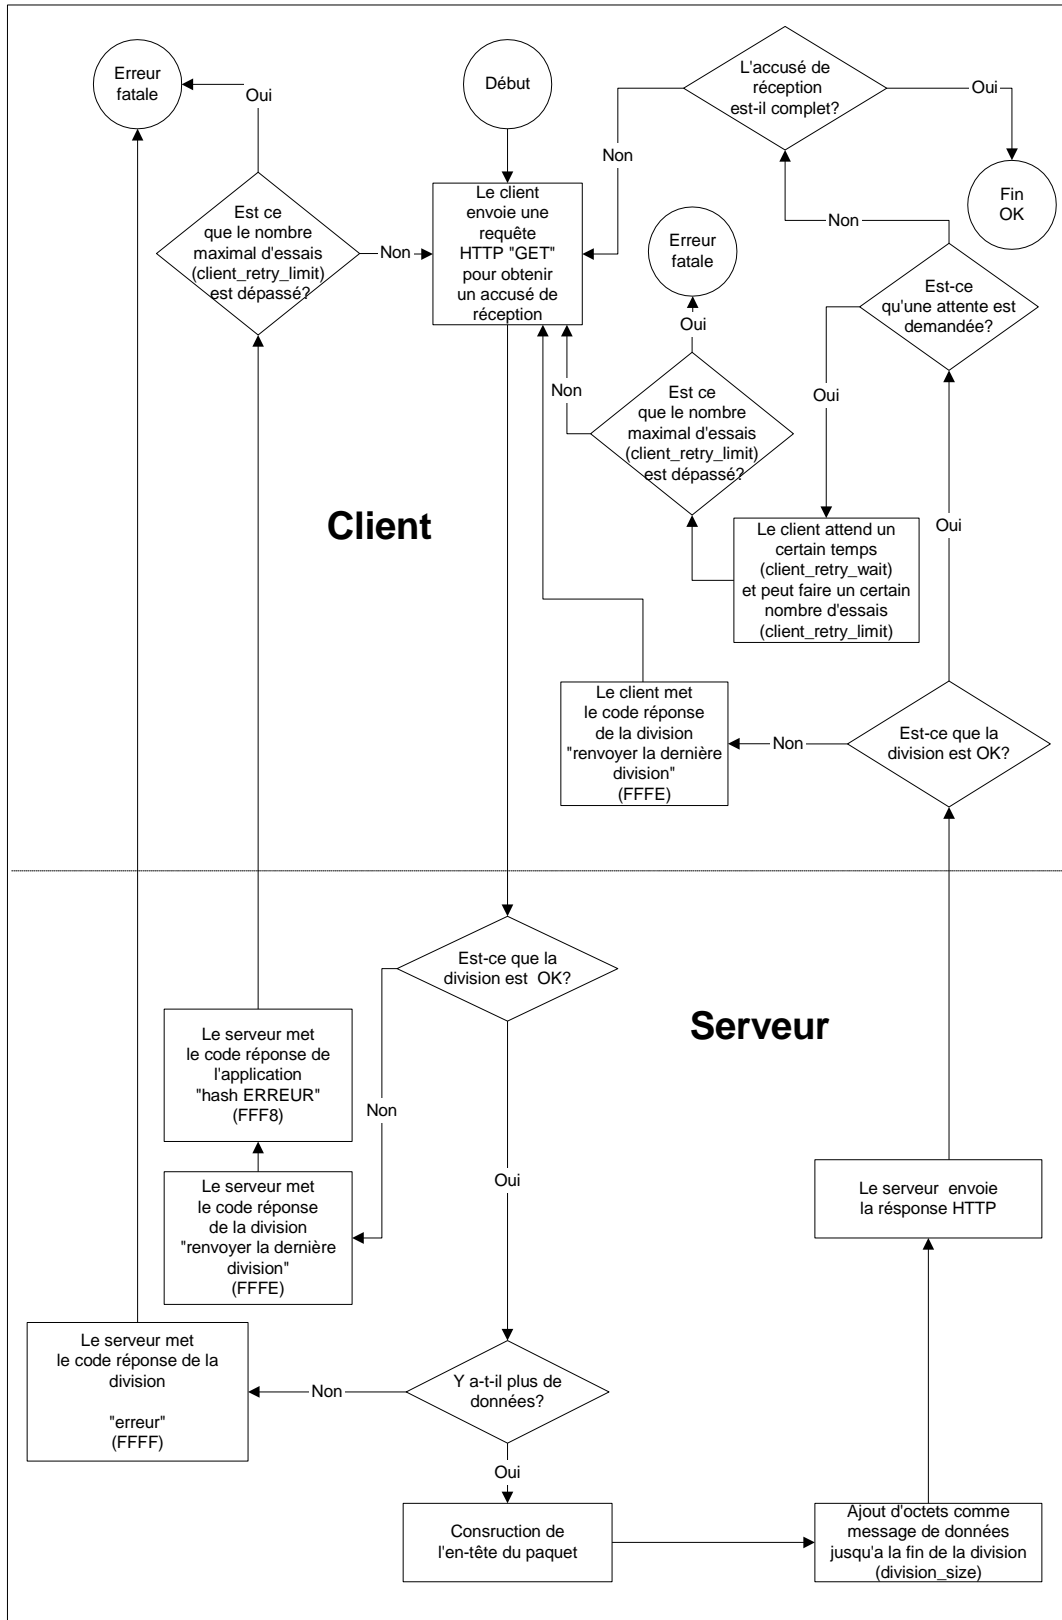 Erreur
fatale
Oui
Début
L'accusé de
réception
est-il complet?
Oui
Non
Fin
OK
Est ce
que le nombre
maximal d'essais
(client_retry_limit)
est dépassé?
Non
Le client
envoie une
requête
HTTP "GET"
pour obtenir
un accusé de
réception
Erreur
fatale
Non
Est-ce
qu'une attente est
demandée?
Oui
Non
Est ce
que le nombre
maximal d'essais
(client_retry_limit)
est dépassé?
Oui
Client
Le client attend un
certain temps
(client_retry_wait)
et peut faire un certain
nombre d'essais
(client_retry_limit)
Oui
Le client met
le code réponse
de la division
"renvoyer la dernière
division"
(FFFE)
Non
Est-ce que la
division est OK?
Est-ce que la
division est  OK?
Serveur
Le serveur met
le code réponse de
l'application
"hash ERREUR"
(FFF8)
Non
Oui
Le serveur met
le code réponse
de la division
"renvoyer la dernière
division"
(FFFE)
Le serveur  envoie
la résponse HTTP
Le serveur met
le code réponse de la
division
"erreur"
(FFFF)
Non
Y a-t-il plus de
données?
Oui
Consruction de
l'en-tête du paquet
Ajout d'octets comme
message de données
jusqu'a la fin de la division
(division_size)